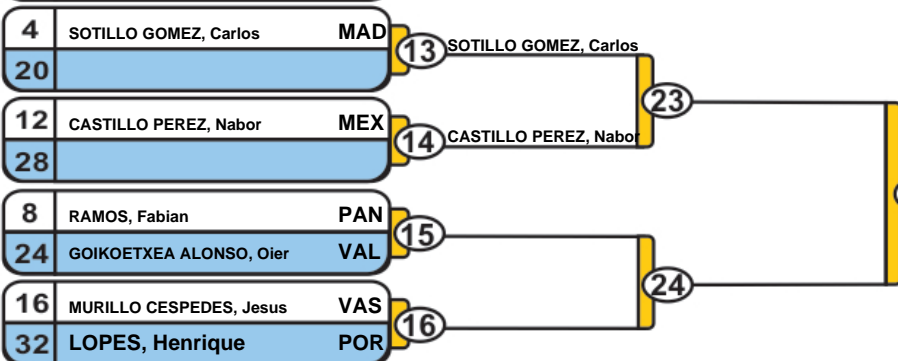 4 SOTILLO GOMEZ, Carlos MAD
13 SOTILLO GOMEZ, Carlos
20
23
12 CASTILLO PEREZ, Nabor MEX
14 CASTILLO PEREZ, Nabor
28
8 RAMOS, Fabian PAN
15
24 GOIKOETXEA ALONSO, Oier VAL
24
16 MURILLO CESPEDES, Jesus VAS
16
32 LOPES, Henrique POR